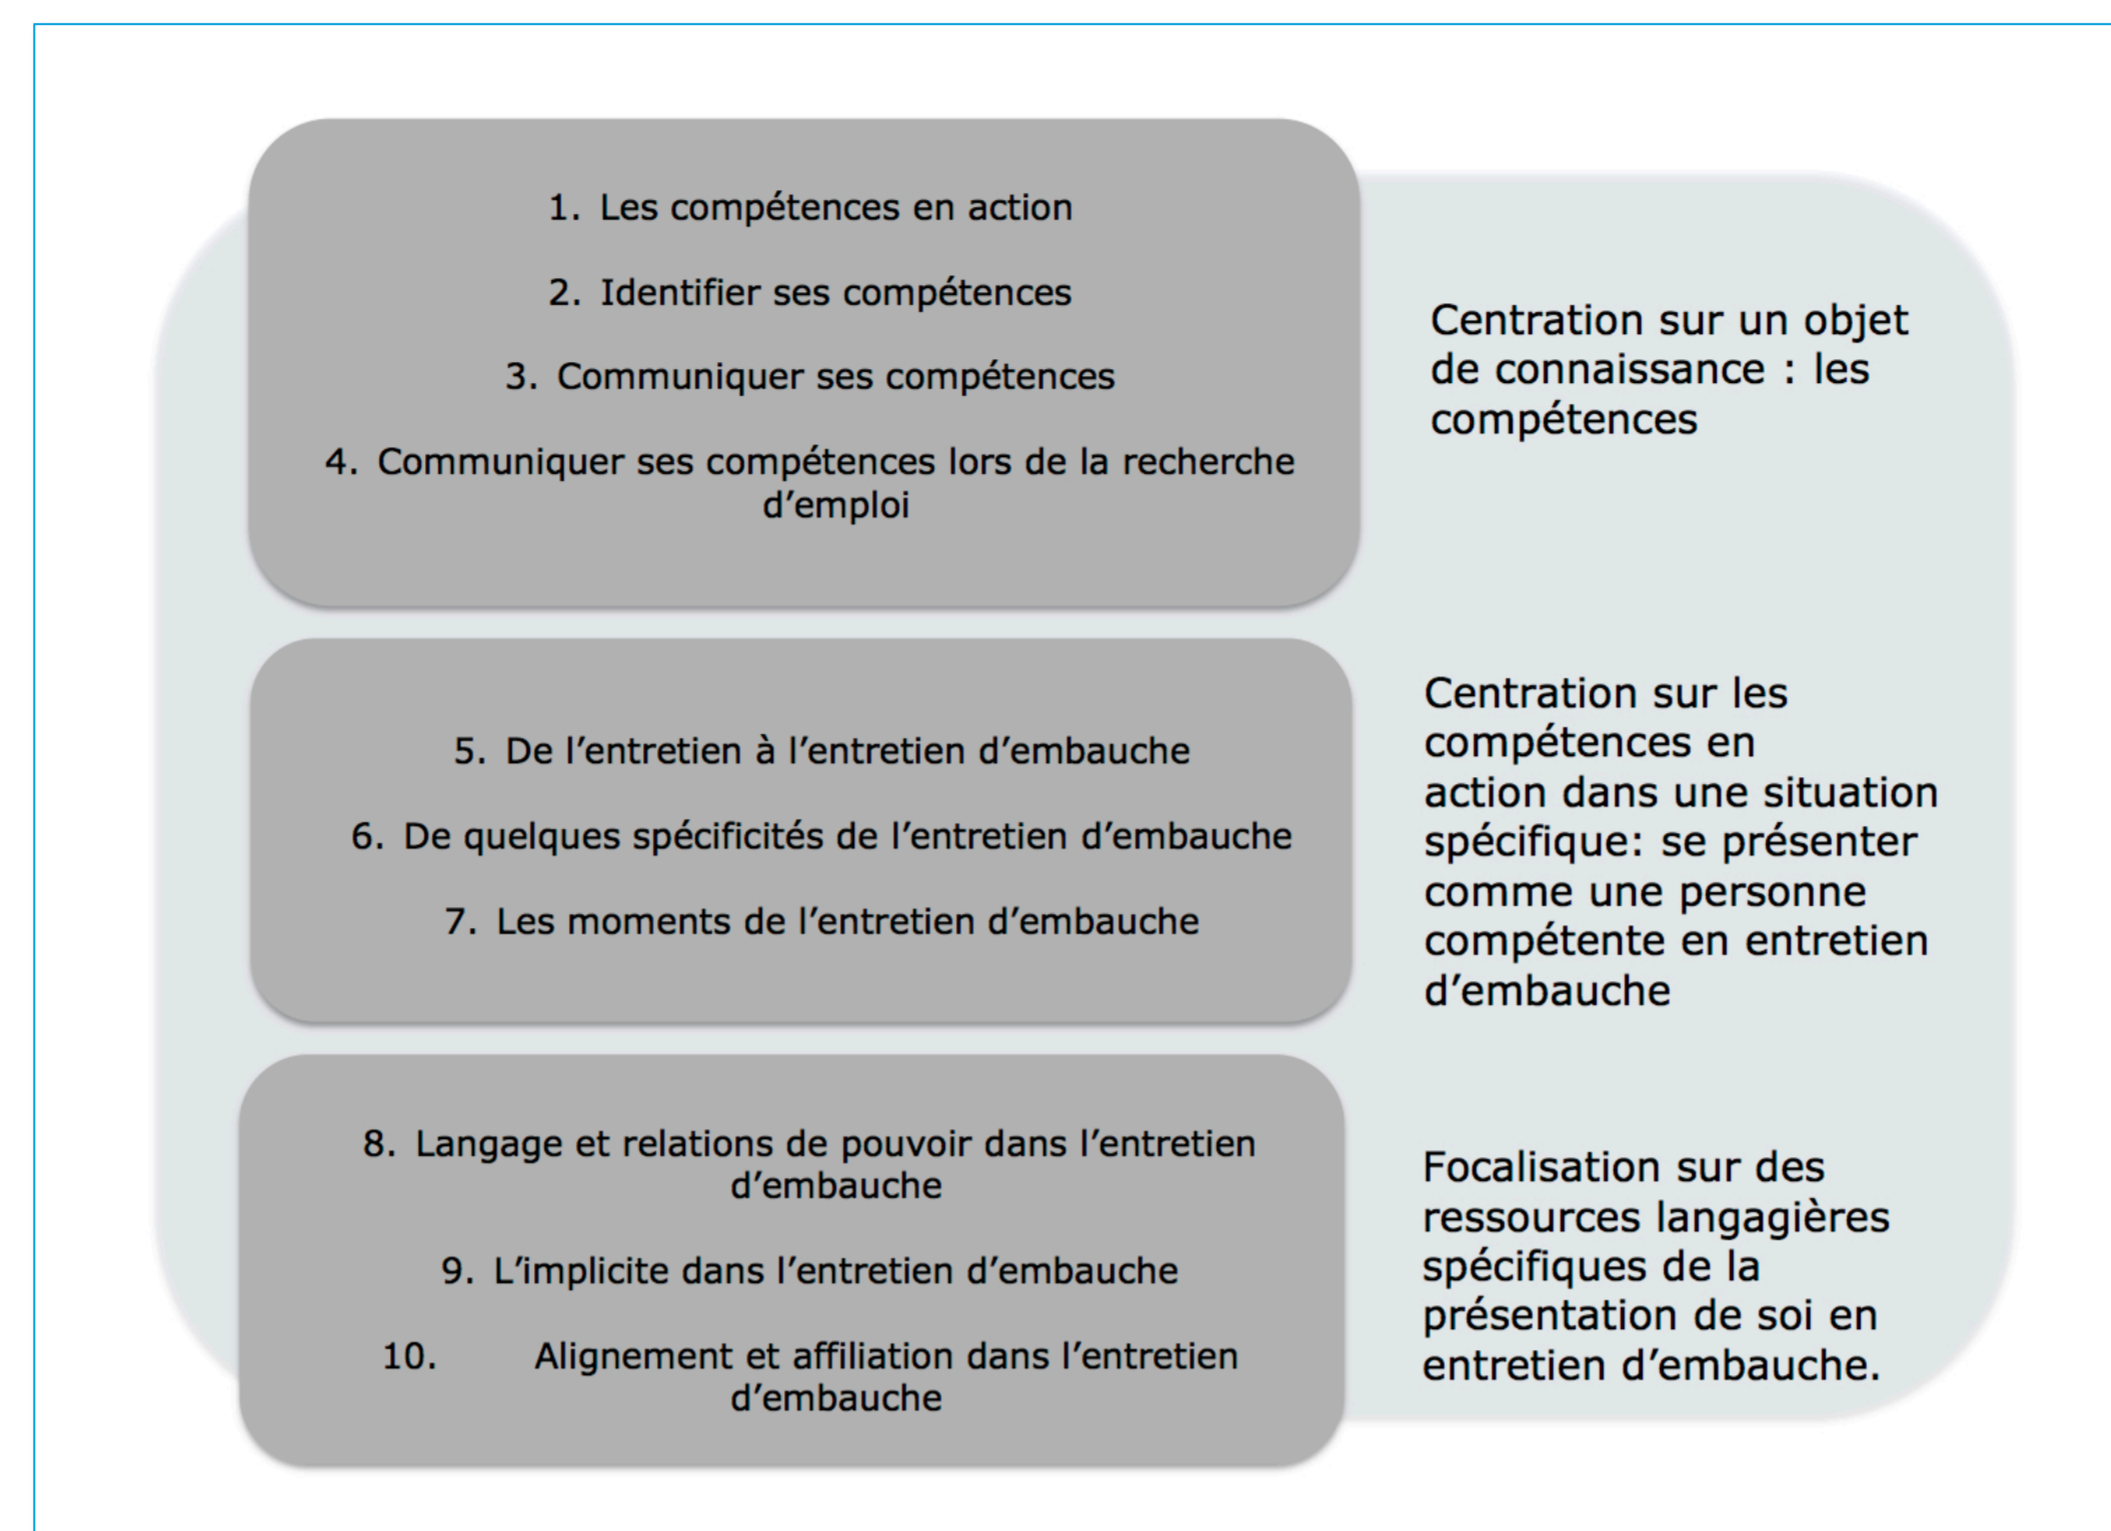 1. Les compétences en action
2. Identifier ses compétences
3. Communiquer ses compétences
4. Communiquer ses compétences lors de la recherche
d’emploi
Centration sur un objet
de connaissance : les
compétences
5. De l’entretien à l’entretien d’embauche
6. De quelques spécificités de l’entretien d’embauche
7. Les moments de l’entretien d’embauche
Centration sur les
compétences en
action dans une situation
spécifique: se présenter
comme une personne
compétente en entretien
d’embauche
8. Langage et relations de pouvoir dans l’entretien
d’embauche
9. L’implicite dans l’entretien d’embauche
10. Alignement et affiliation dans l’entretien
d’embauche
Focalisation sur des
ressources langagières
spécifiques de la
présentation de soi en
entretien d’embauche.